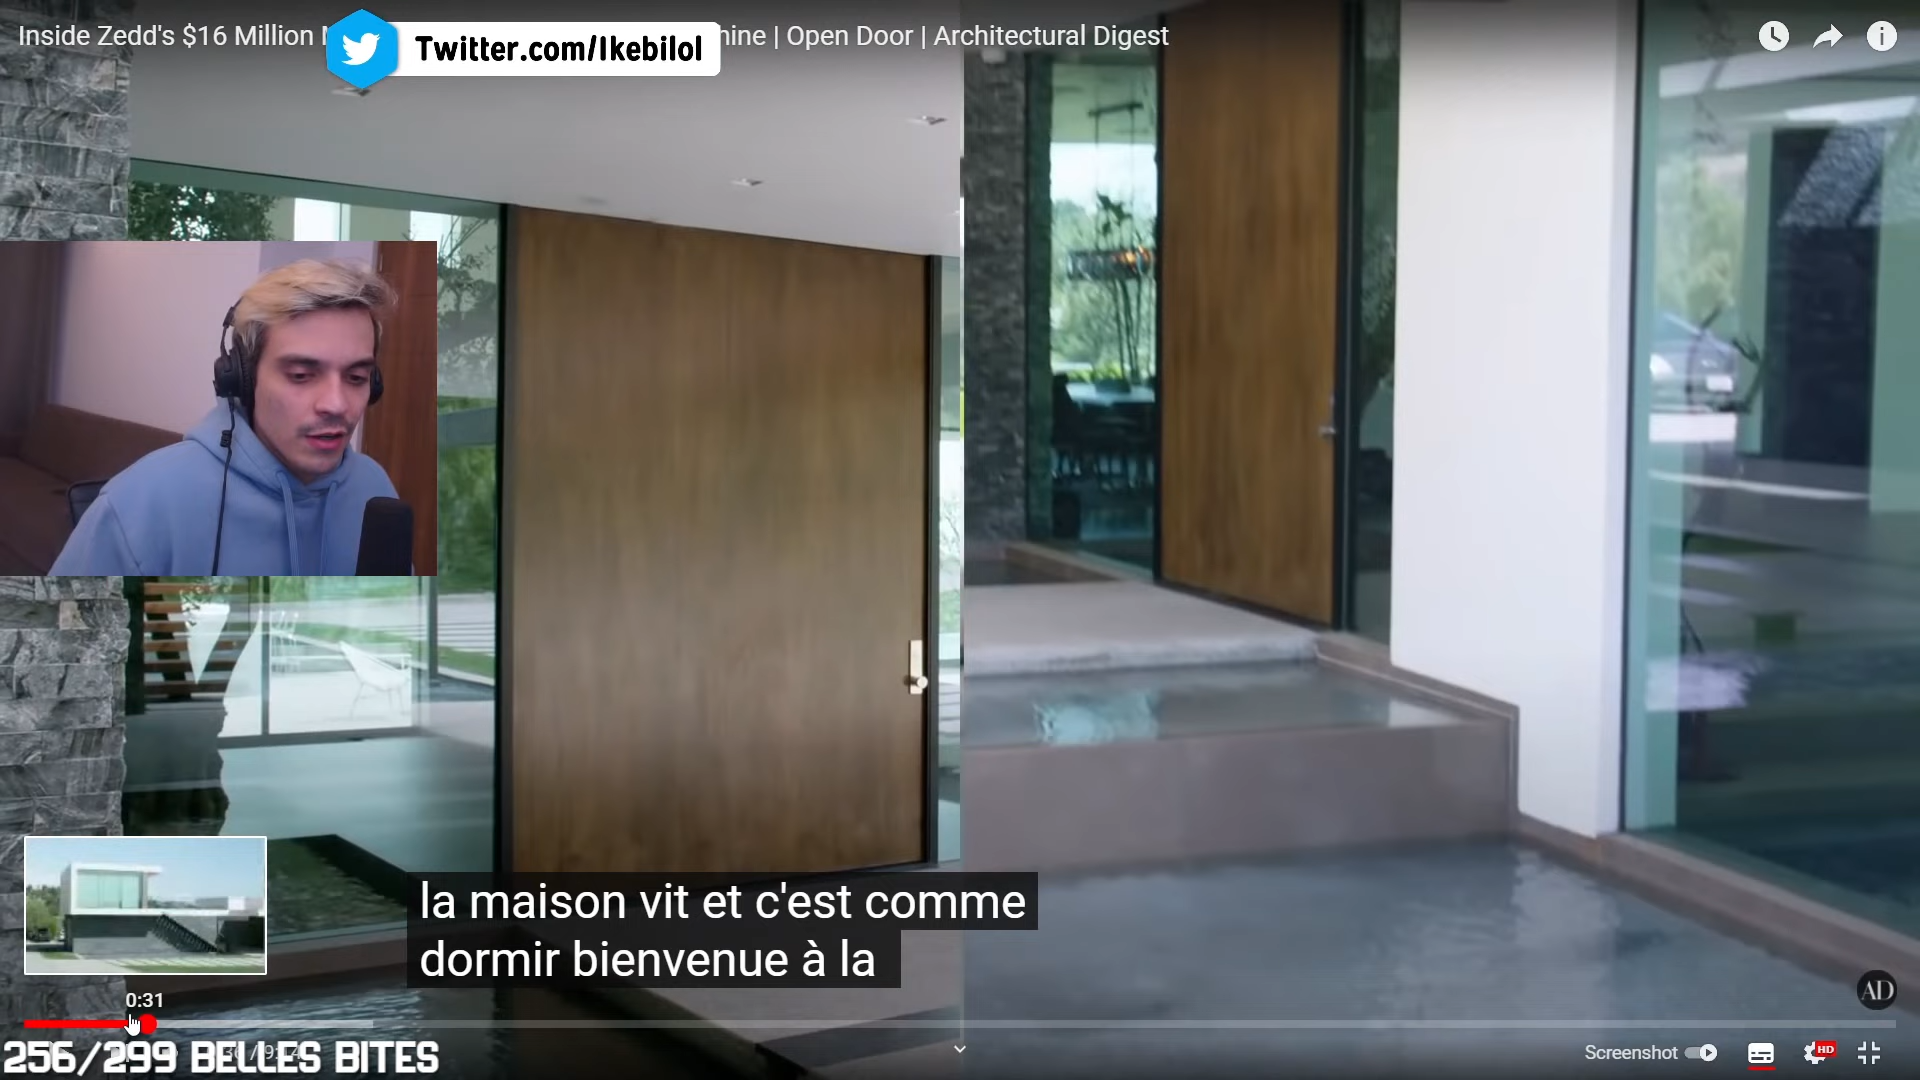 Inside Zedd's $16 Million
Twitter.com/Ikebilol
hine | Open Door | Architectural Digest
la maison vit et c'est comme
dormir bienvenue à la
0:31
AD
256/299 BELLES BITES
Screenshot
HD